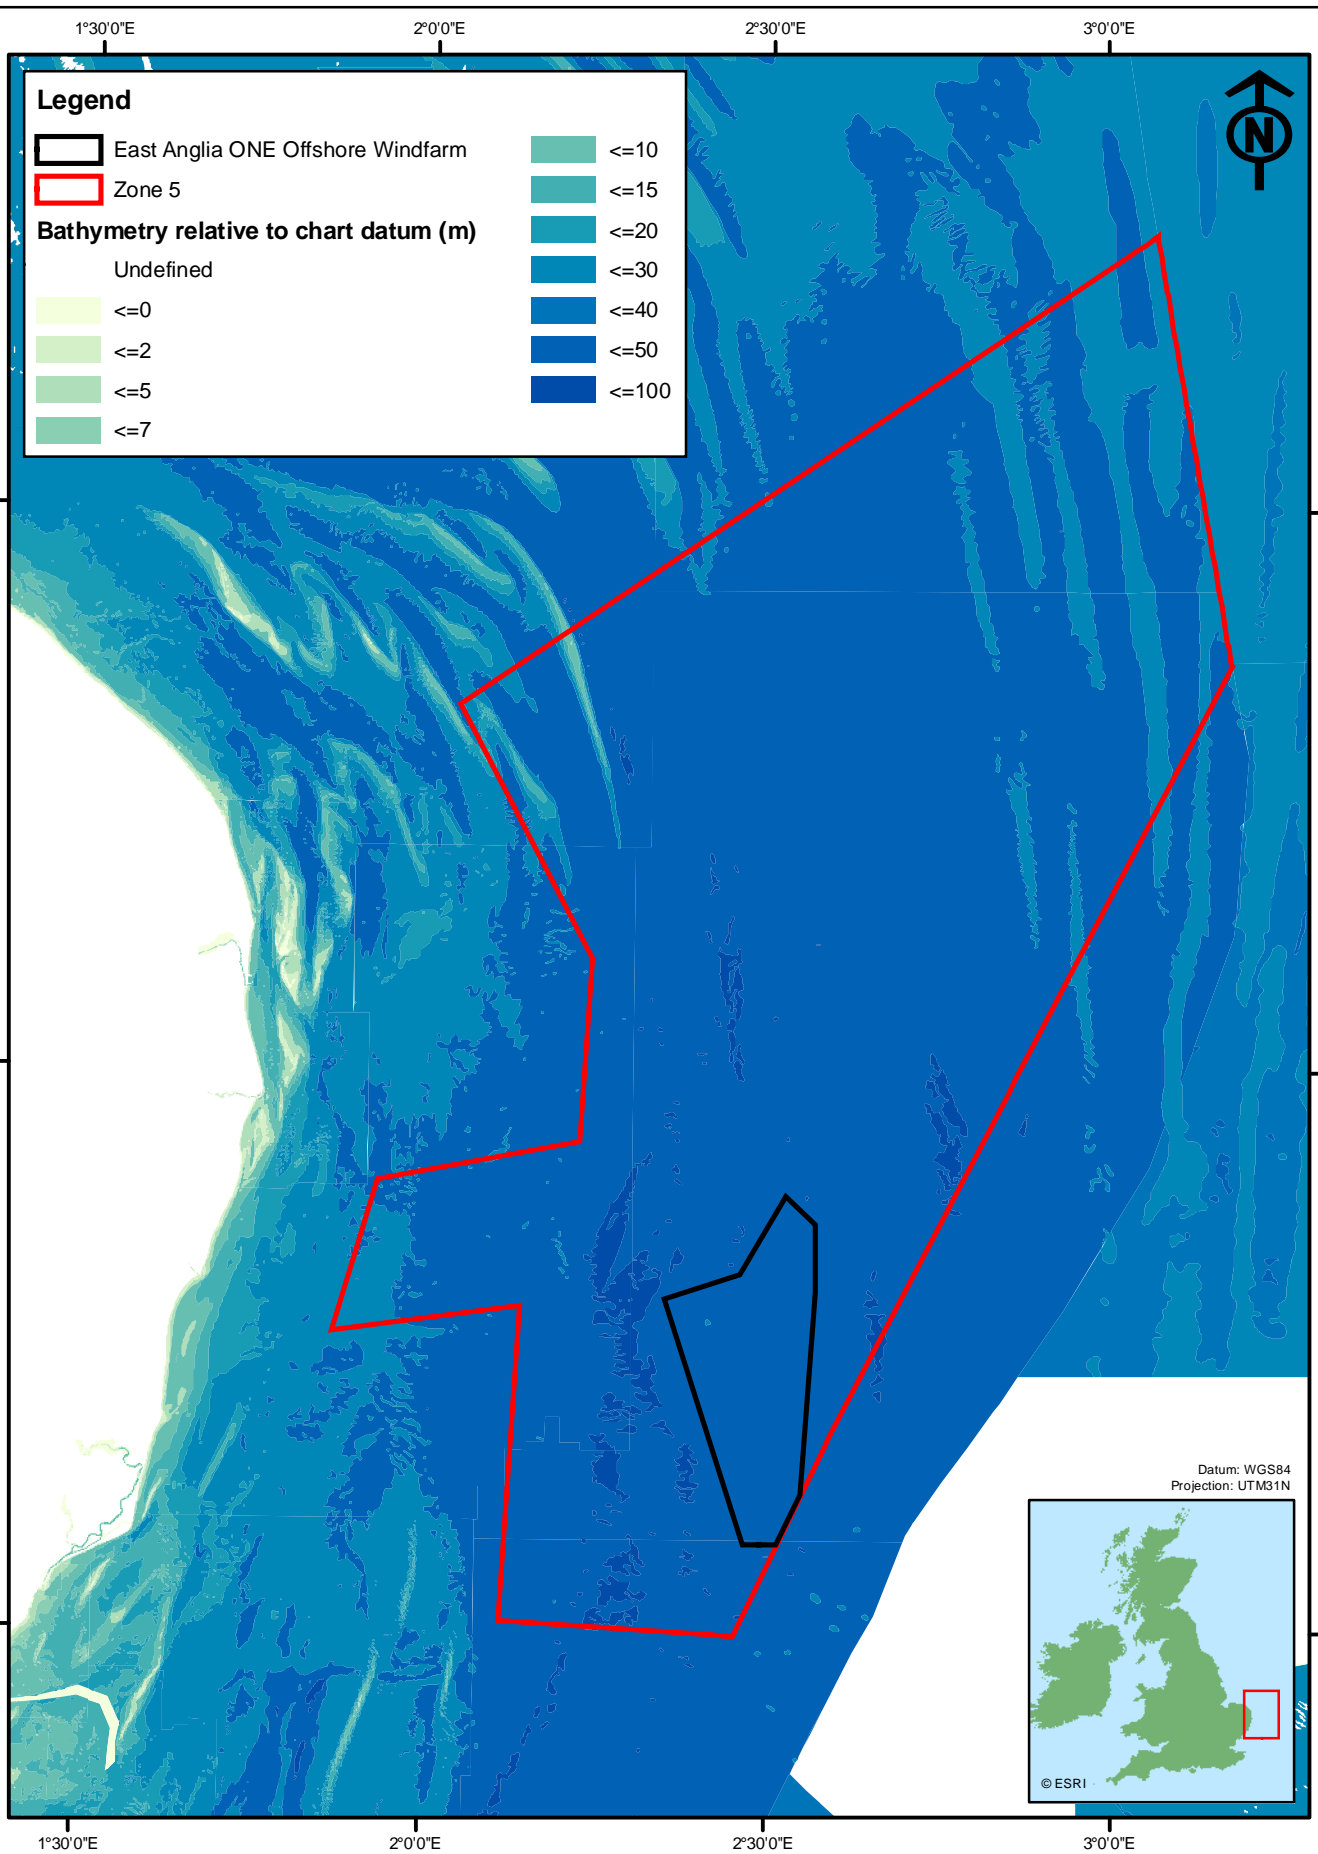 1°30'0"E
2°0'0"E
2°30'0"E
3°0'0"E
Legend
East Anglia ONE Offshore Windfarm
Zone 5
Bathymetry relative to chart datum (m)
Undefined
<=0
<=2
<=5
<=7
<=10
<=15
<=20
<=30
<=40
<=50
<=100
N
Datum: WGS84
Projection: UTM31N
© ESRI
1°30'0"E
2°0'0"E
2°30'0"E
3°0'0"E